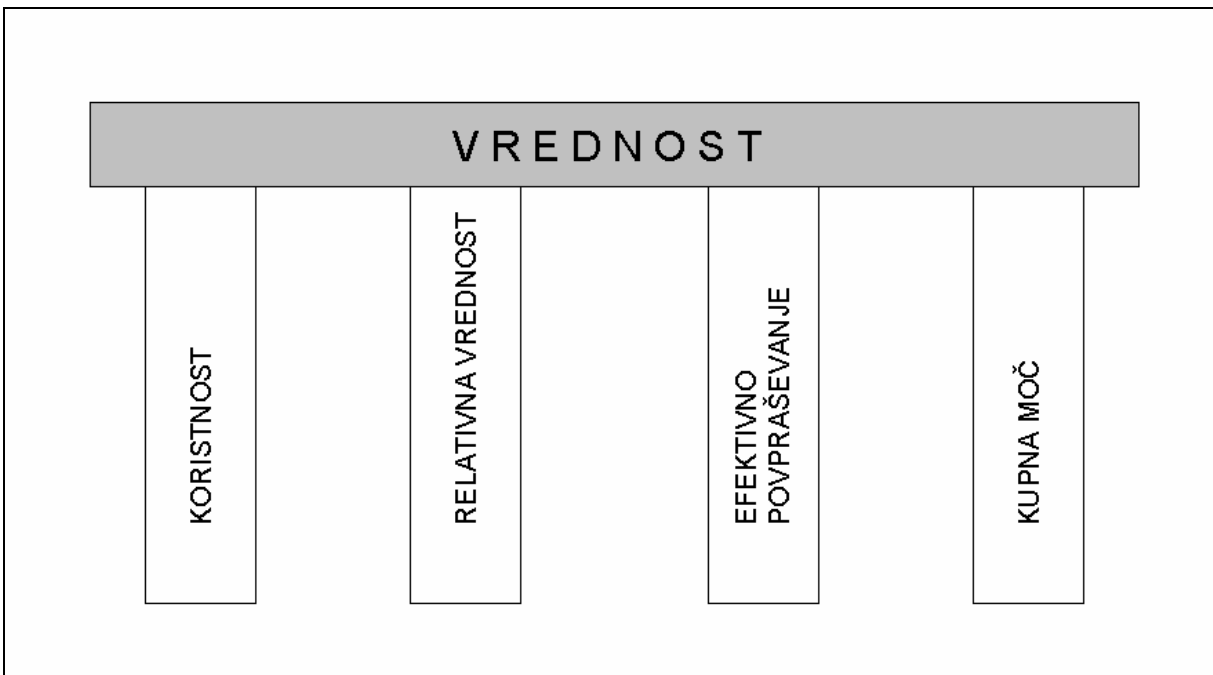 VREDNOST
KORISTNOST
RELATIVNA VREDNOST
EFEKTIVNO
POVPRAŠEVANJE
KUPNA MOČ